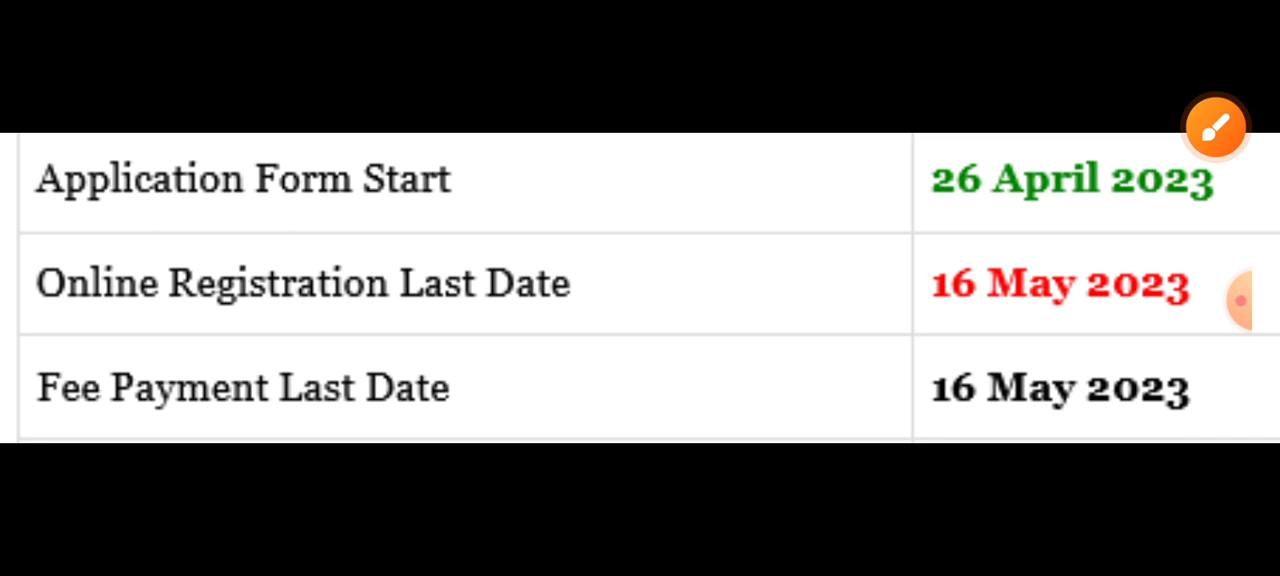 Application Form Start 26 April 2023
Online Registration Last Date 16 May 2023
Fee Payment Last Date 16 May 2023